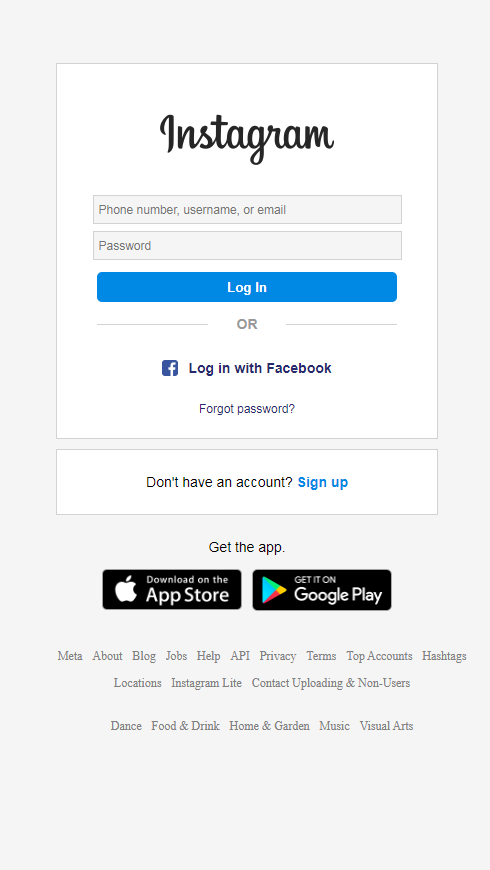 Instagram
Phone number, username, or email
Password
Log In
OR
Log in with Facebook
Forgot password?
Don't have an account? Sign up
Get the app.
Download on the App Store
GET IT ON Google Play
Meta About Blog Jobs Help API Privacy Terms Top Accounts Hashtags
Locations Instagram Lite Contact Uploading & Non-Users
Dance Food & Drink Home & Garden Music Visual Arts